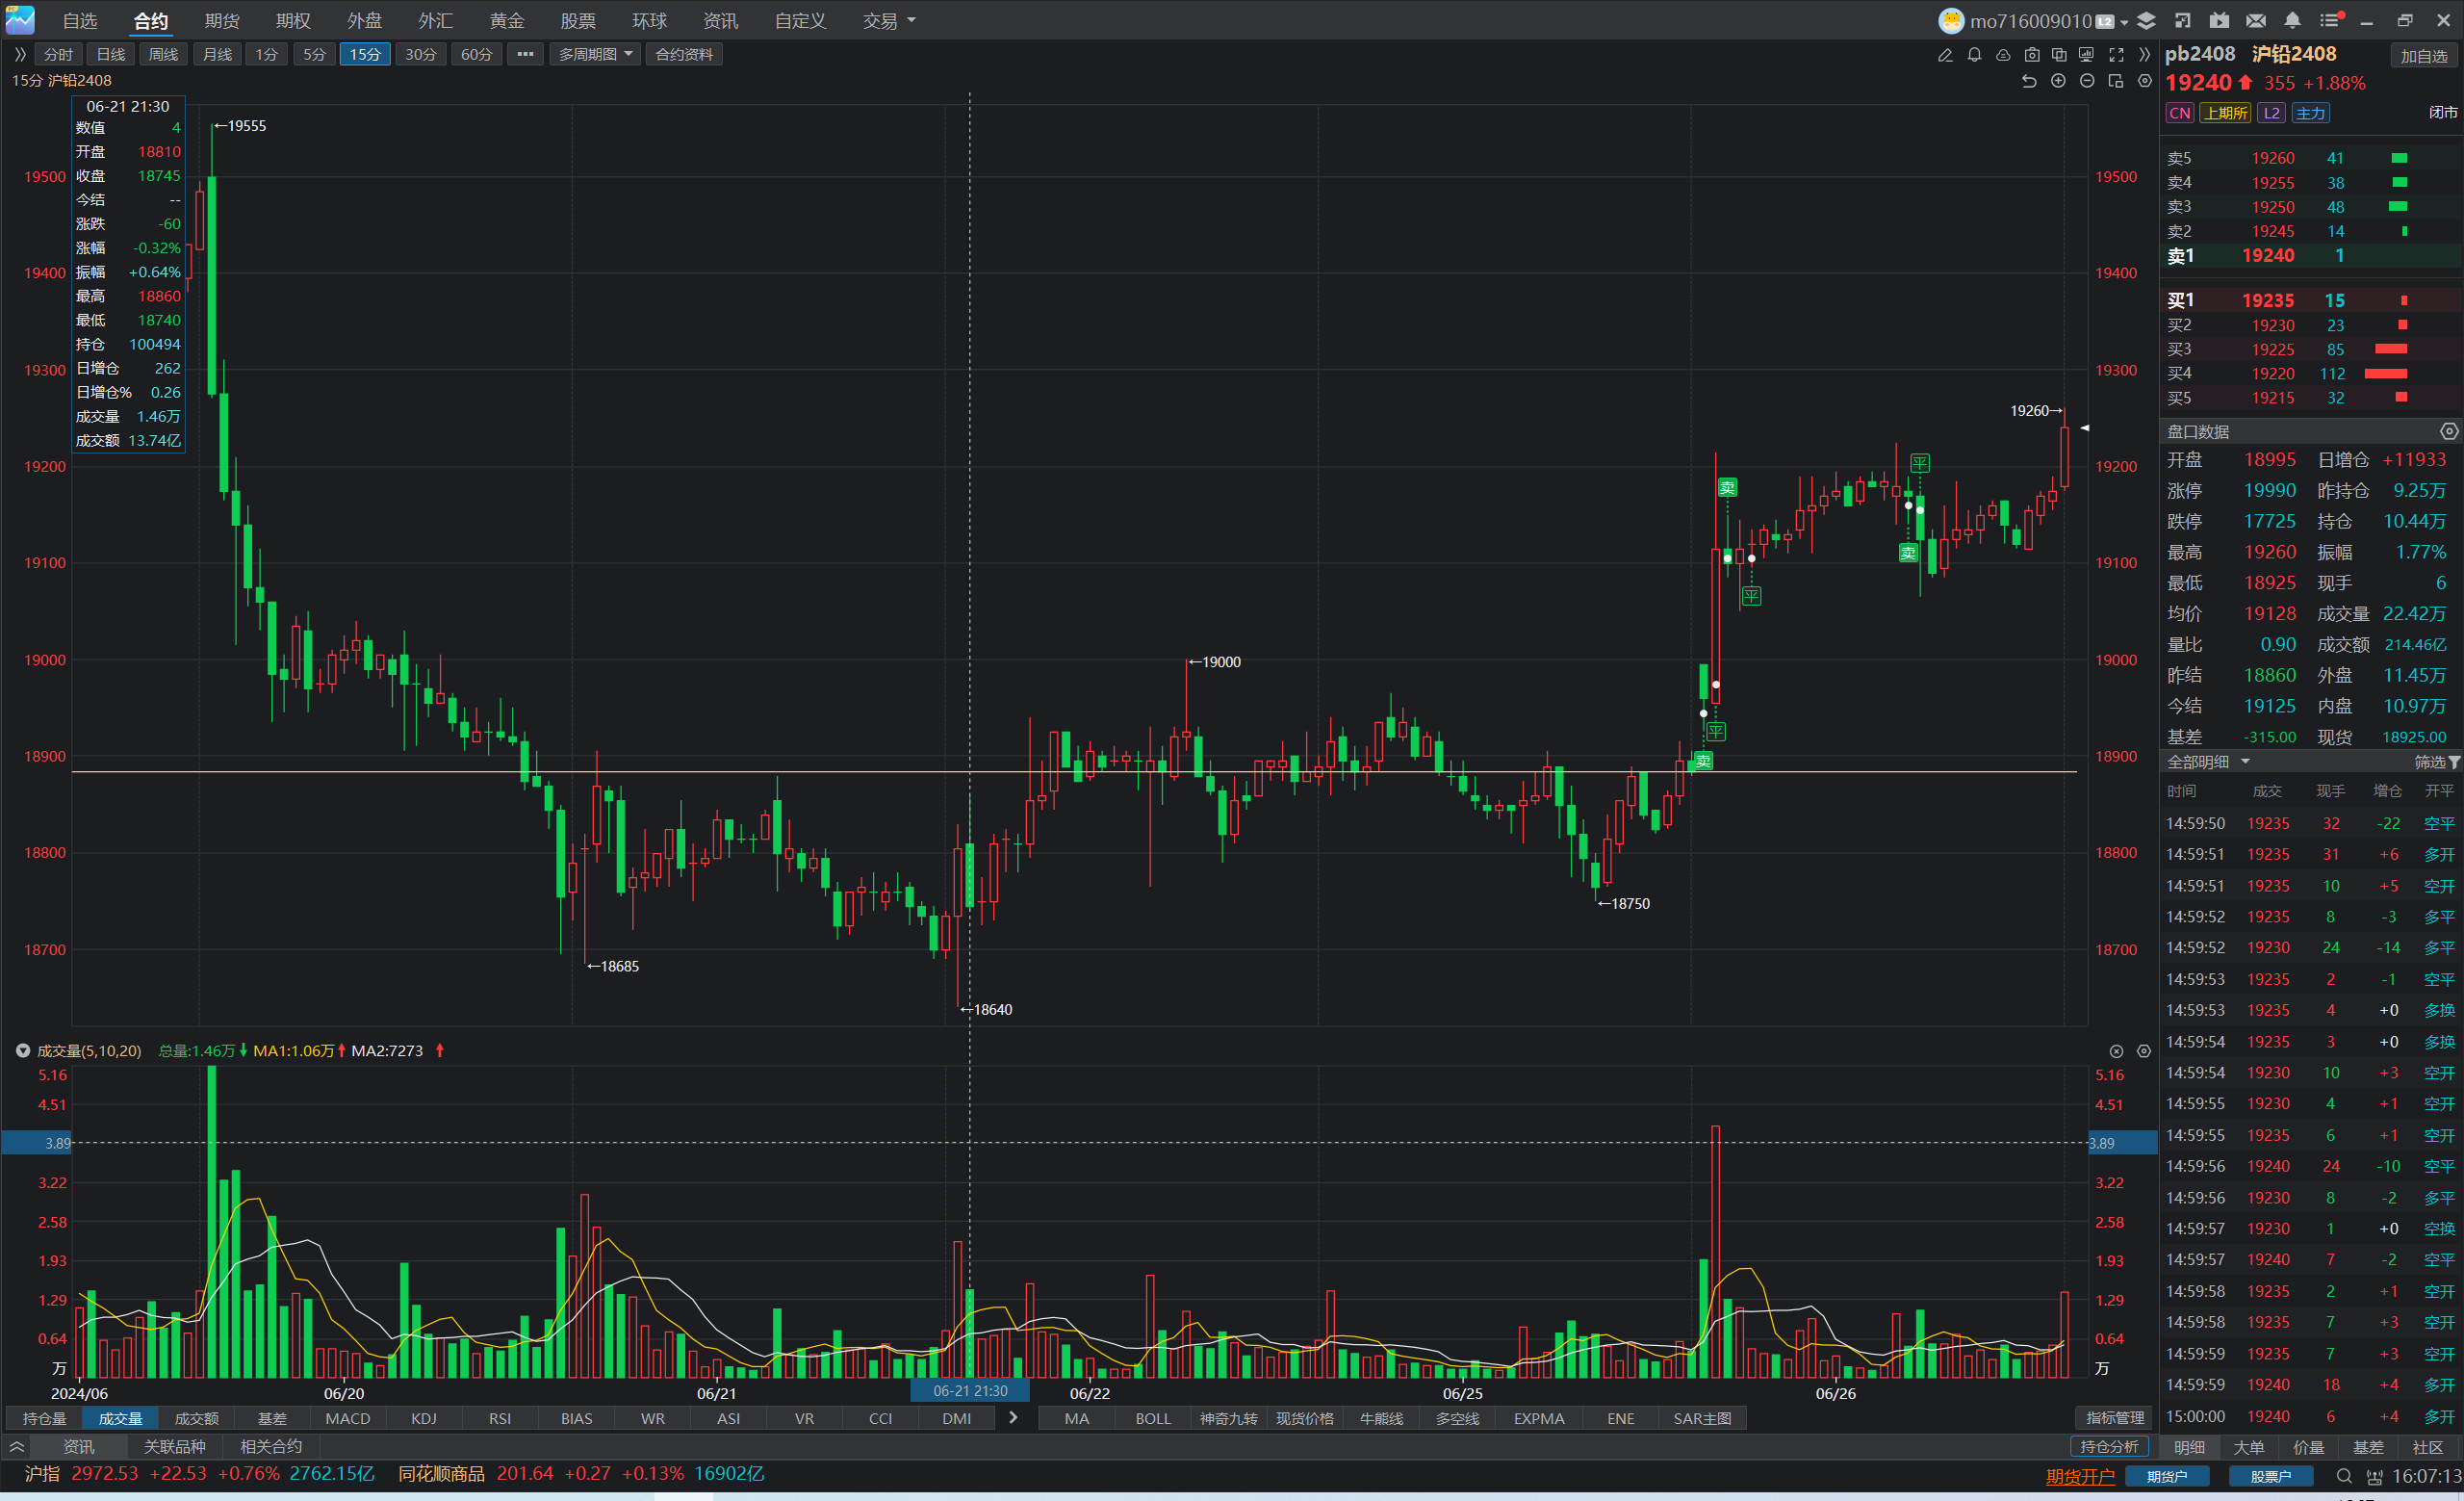 自选 合约 期货 期权 外盘 外汇 黄金 股票 环球 资讯 自定义 交易 mo716009010 L2
分时 日线 周线 月线 1分 5分 15分 30分 60分 ••• 多周期图 合约资料
15分 沪铅2408
06-21 21:30
数值 4
开盘 18810
收盘 18745
今结 --
涨跌 -60
涨幅 -0.32%
振幅 +0.64%
最高 18860
最低 18740
持仓 100494
日增仓 262
日增仓% 0.26
成交量 1.46万
成交额 13.74亿
19500 19500
19400 19400
19300 19300
19200 19200
19100 19100
19000 19000
18900 18900
18800 18800
18700 18700
←19555
19260→
←19000
←18750
←18685
←18640
卖 平
平 卖
平
卖
成交量(5,10,20) 总量:1.46万 MA1:1.06万 MA2:7273
5.16 5.16
4.51 4.51
3.89 3.89
3.22 3.22
2.58 2.58
1.93 1.93
1.29 1.29
0.64 0.64
万 万
2024/06 06/20 06/21 06-21 21:30 06/22 06/25 06/26
持仓量 成交量 成交额 基差 MACD KDJ RSI BIAS WR ASI VR CCI DMI MA BOLL 神奇九转 现货价格 牛熊线 多空线 EXPMA ENE SAR主图 指标管理
资讯 关联品种 相关合约 持仓分析
pb2408 沪铅2408 加自选
19240 355 +1.88%
CN 上期所 L2 主力 闭市
卖5 19260 41
卖4 19255 38
卖3 19250 48
卖2 19245 14
卖1 19240 1
买1 19235 15
买2 19230 23
买3 19225 85
买4 19220 112
买5 19215 32
盘口数据
开盘 18995 日增仓 +11933
涨停 19990 昨持仓 9.25万
跌停 17725 持仓 10.44万
最高 19260 振幅 1.77%
最低 18925 现手 6
均价 19128 成交量 22.42万
量比 0.90 成交额 214.46亿
昨结 18860 外盘 11.45万
今结 19125 内盘 10.97万
基差 -315.00 现货 18925.00
全部明细 筛选
时间 成交 现手 增仓 开平
14:59:50 19235 32 -22 空平
14:59:51 19235 31 +6 多开
14:59:51 19235 10 +5 空开
14:59:52 19235 8 -3 多平
14:59:52 19230 24 -14 多平
14:59:53 19235 2 -1 空平
14:59:53 19235 4 +0 多换
14:59:54 19235 3 +0 多换
14:59:54 19230 10 +3 空开
14:59:55 19230 4 +1 空开
14:59:55 19235 6 +1 空开
14:59:56 19240 24 -10 空平
14:59:56 19230 8 -2 多平
14:59:57 19230 1 +0 空换
14:59:57 19240 7 -2 空平
14:59:58 19235 2 +1 空开
14:59:58 19235 7 +3 空开
14:59:59 19235 7 +3 空开
14:59:59 19240 18 +4 多开
15:00:00 19240 6 +4 多开
明细 大单 价量 基差 社区
沪指 2972.53 +22.53 +0.76% 2762.15亿 同花顺商品 201.64 +0.27 +0.13% 16902亿 期货开户 期货户 股票户 16:07:13